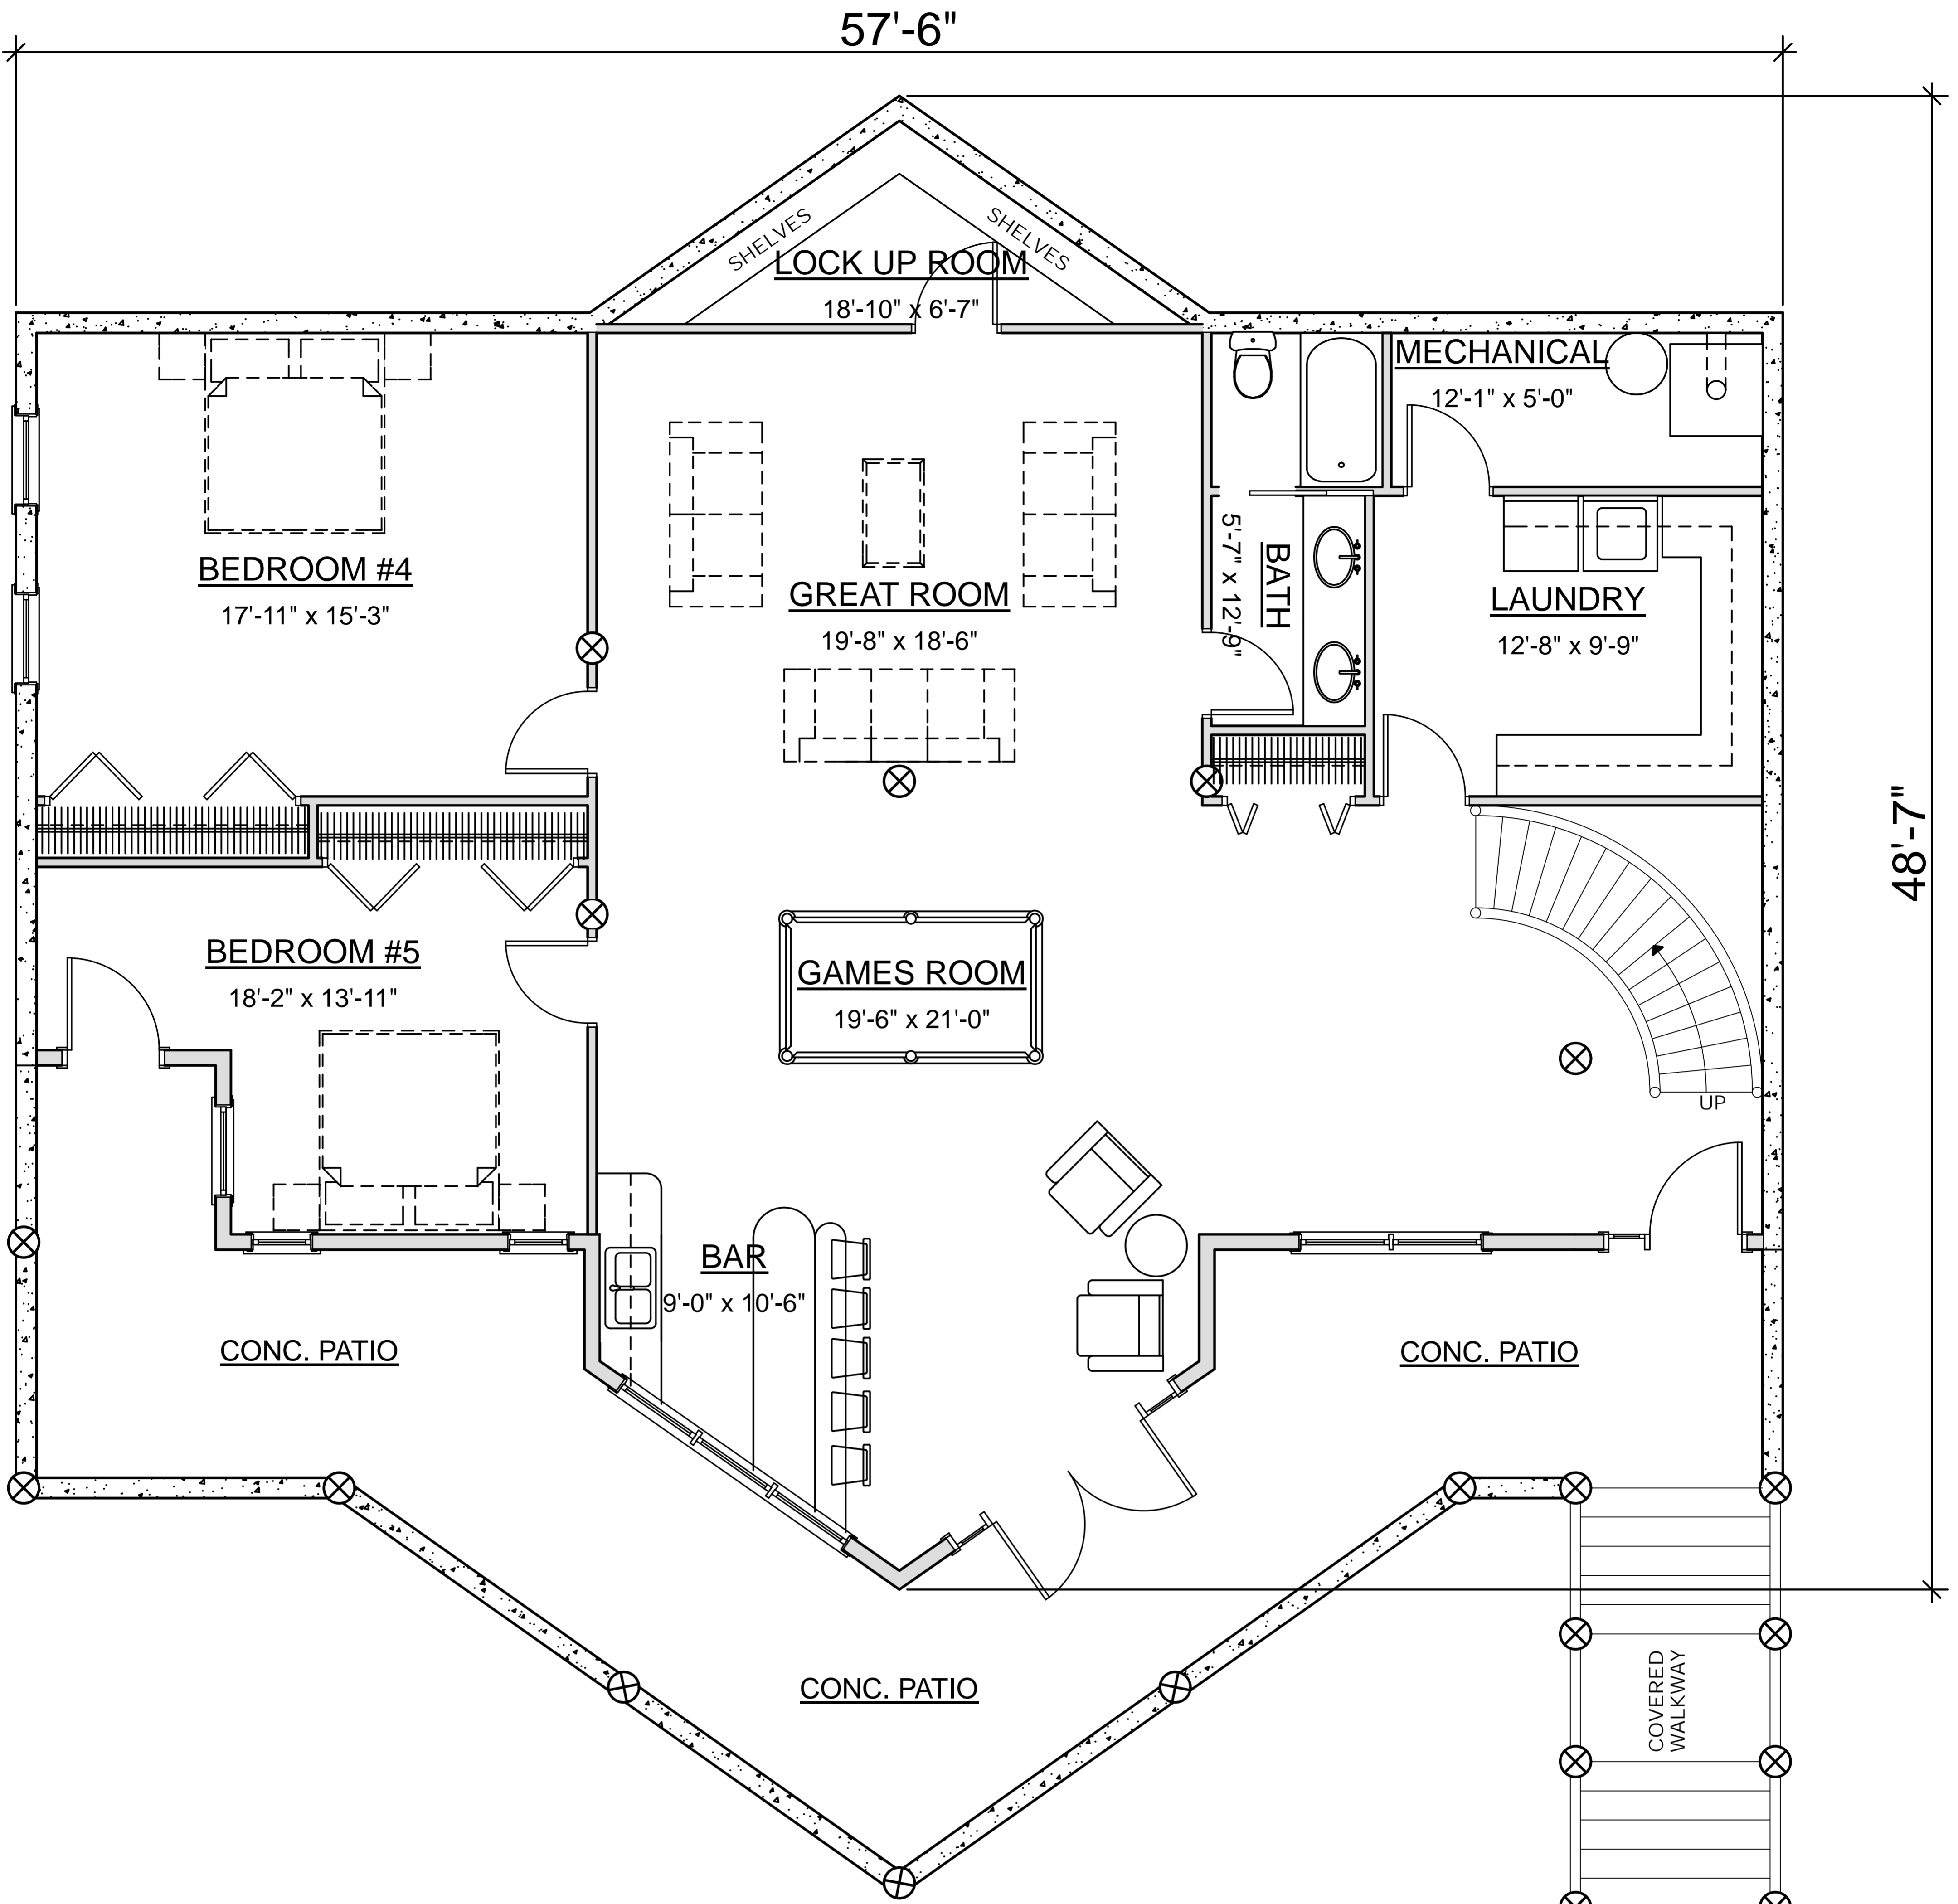 57'-6"
SHELVES
SHELVES
LOCK UP ROOM
18'-10" x 6'-7"
MECHANICAL
12'-1" x 5'-0"
BEDROOM #4
17'-11" x 15'-3"
GREAT ROOM
19'-8" x 18'-6"
BATH
5'-7" x 12'-9"
LAUNDRY
12'-8" x 9'-9"
48'-7"
BEDROOM #5
18'-2" x 13'-11"
GAMES ROOM
19'-6" x 21'-0"
UP
BAR
9'-0" x 10'-6"
CONC. PATIO
CONC. PATIO
CONC. PATIO
COVERED
WALKWAY